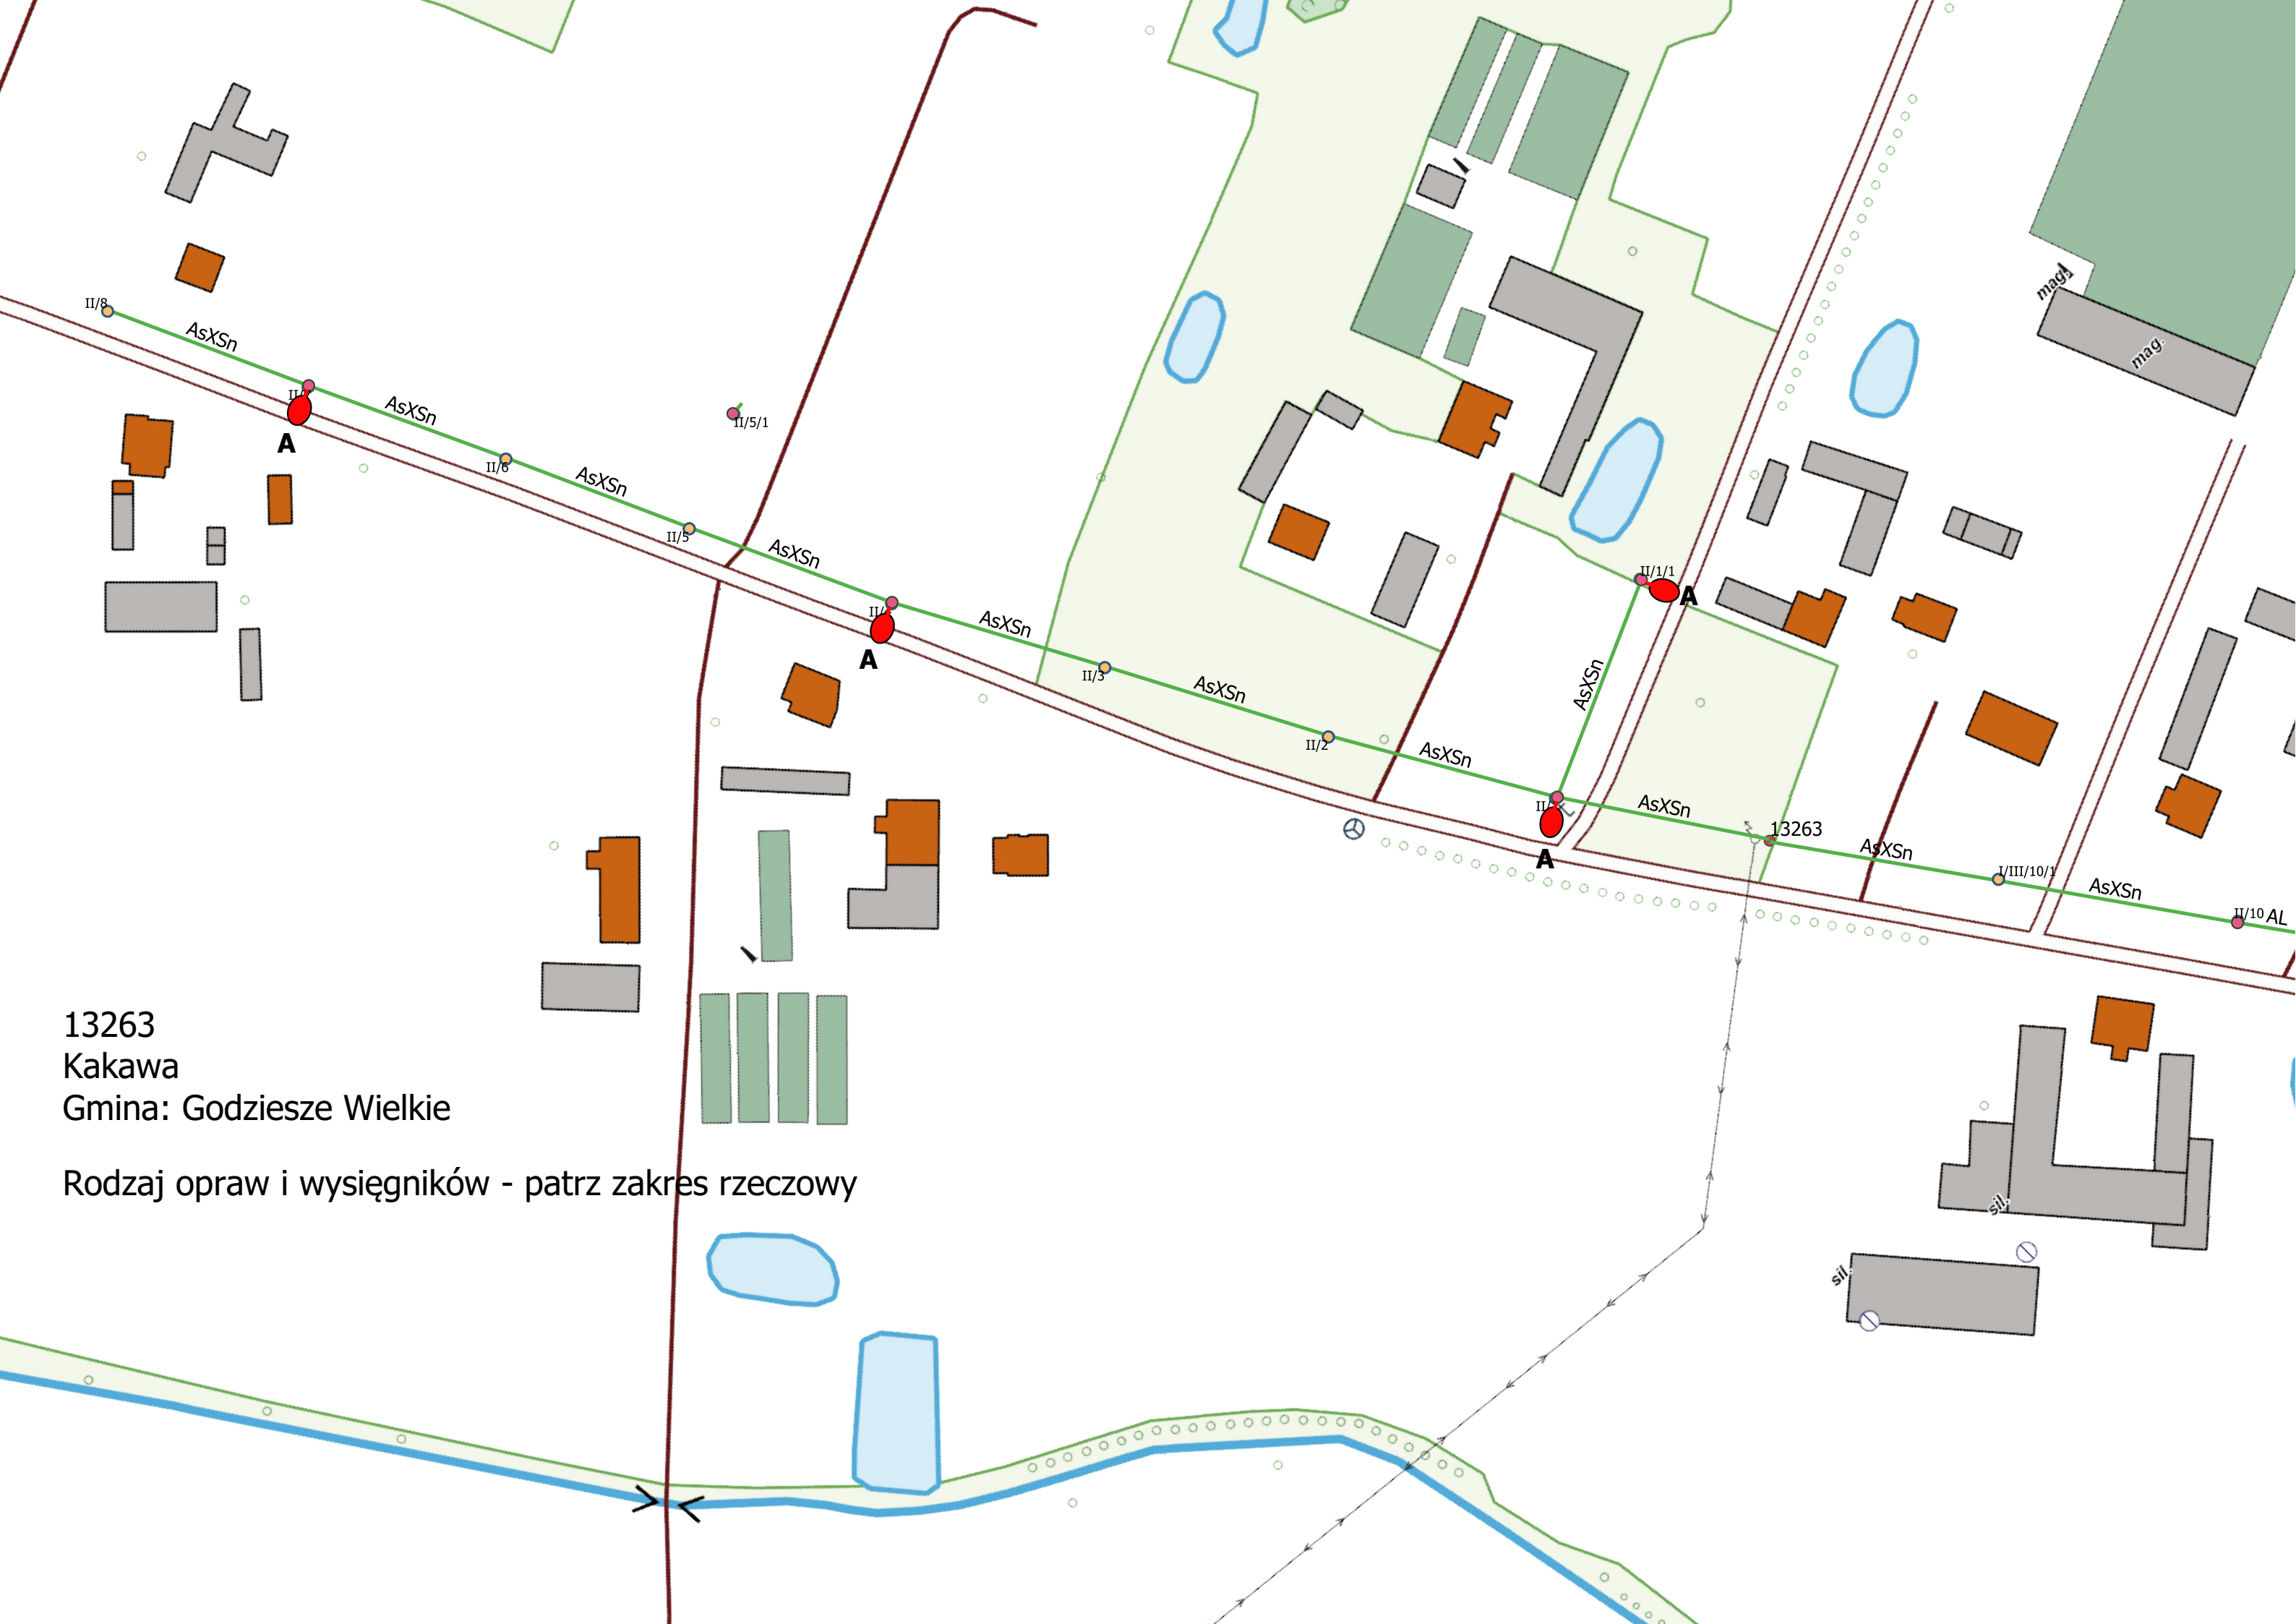 mag.
mag.
II/8
AsXSn
AsXSn
A
II/6
AsXSn
II/5/1
II/5
AsXSn
II/
A
AsXSn
II/3
AsXSn
II/2
AsXSn
II/1/1
A
AsXSn
II/
A
AsXSn
13263
AsXSn
I/III/10/1
AsXSn
II/10 AL
13263
Kakawa
Gmina: Godziesze Wielkie
Rodzaj opraw i wysięgników - patrz zakres rzeczowy
sil.
sil.